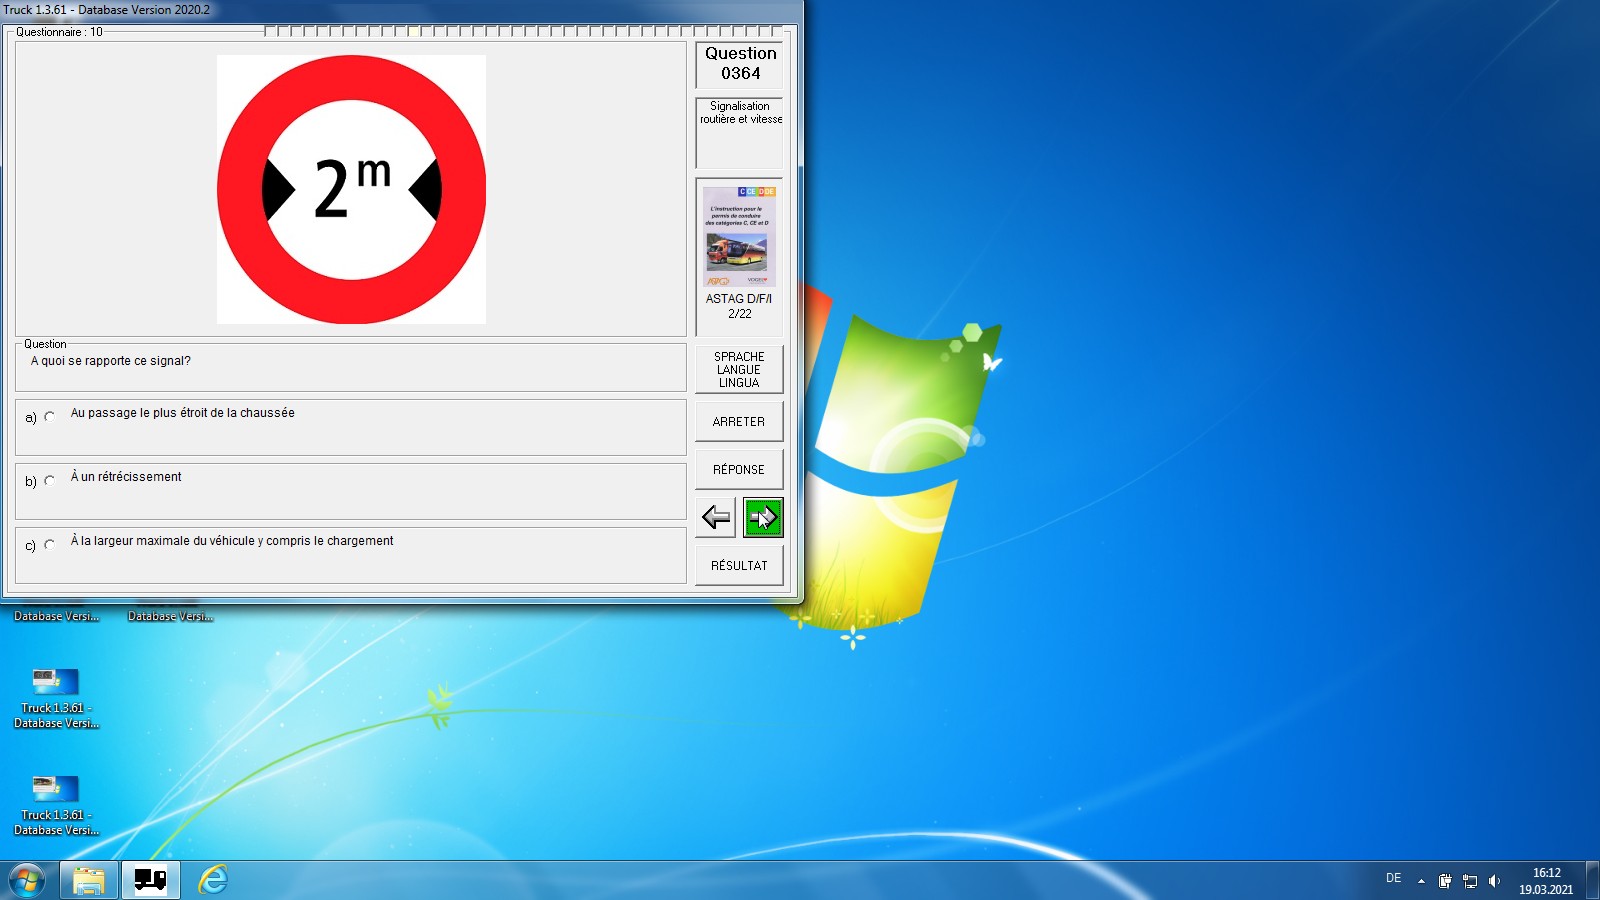 Truck 1.3.61 - Database Version 2020.2
Questionnaire : 10
2 m
Question
0364
Signalisation
routière et vitesse
C CE D DE
L'instruction pour le
permis de conduire
des catégories C, CE et D
ASTAG D/F/I
2/22
Question
A quoi se rapporte ce signal?
a) Au passage le plus étroit de la chaussée
b) À un rétrécissement
c) À la largeur maximale du véhicule y compris le chargement
SPRACHE
LANGUE
LINGUA
ARRETER
RÉPONSE
RÉSULTAT
Database Versi...
Database Versi...
Truck 1.3.61 -
Database Versi...
Truck 1.3.61 -
Database Versi...
DE
16:12
19.03.2021